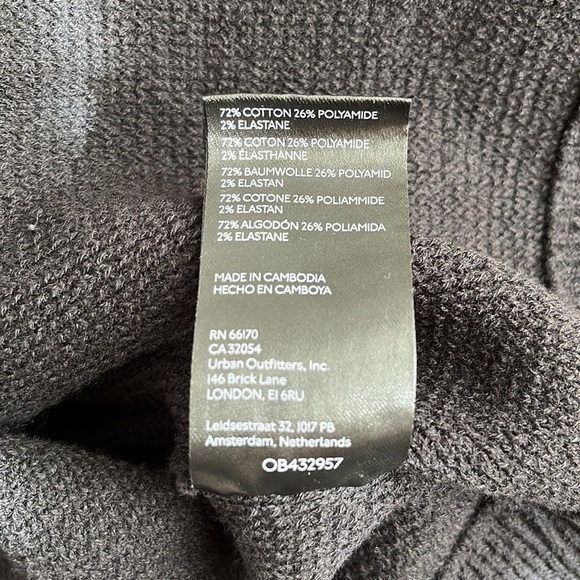 72% COTTON 26% POLYAMIDE
2% ELASTANE
72% COTON 26% POLYAMIDE
2% ÉLASTHANNE
72% BAUMWOLLE 26% POLYAMID
2% ELASTAN
72% COTONE 26% POLIAMMIDE
2% ELASTAN
72% ALGODÓN 26% POLIAMIDA
2% ELASTANE
MADE IN CAMBODIA
HECHO EN CAMBOYA
RN 66170
CA 32054
Urban Outfitters, Inc.
146 Brick Lane
LONDON, E1 6RU
Leidsestraat 32, 1017 PB
Amsterdam, Netherlands
OB432957